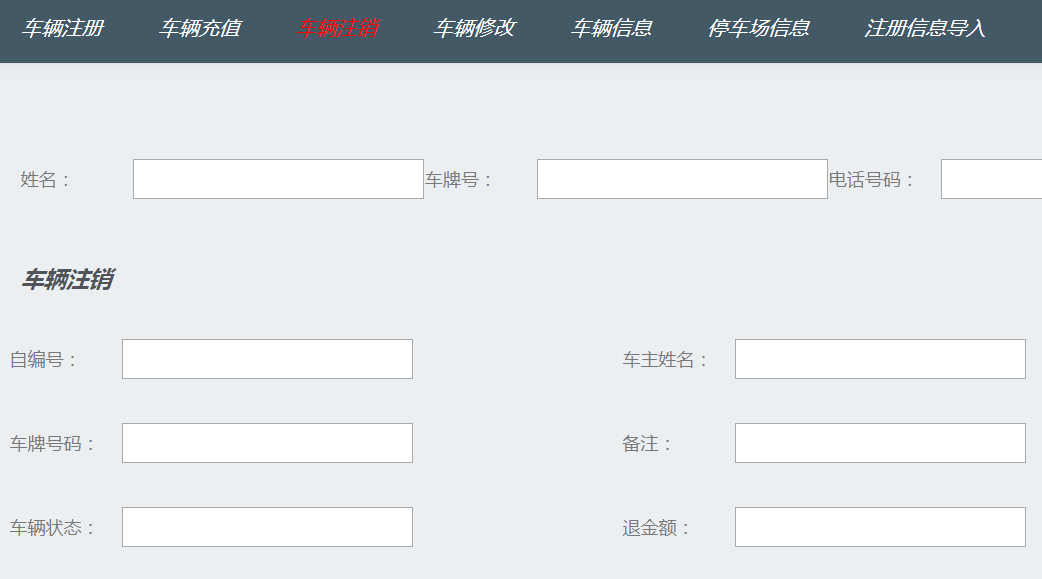 车辆注册 车辆充值 车辆注销 车辆修改 车辆信息 停车场信息 注册信息导入
姓名： 车牌号： 电话号码：
车辆注销
自编号： 车主姓名：
车牌号码： 备注：
车辆状态： 退金额：